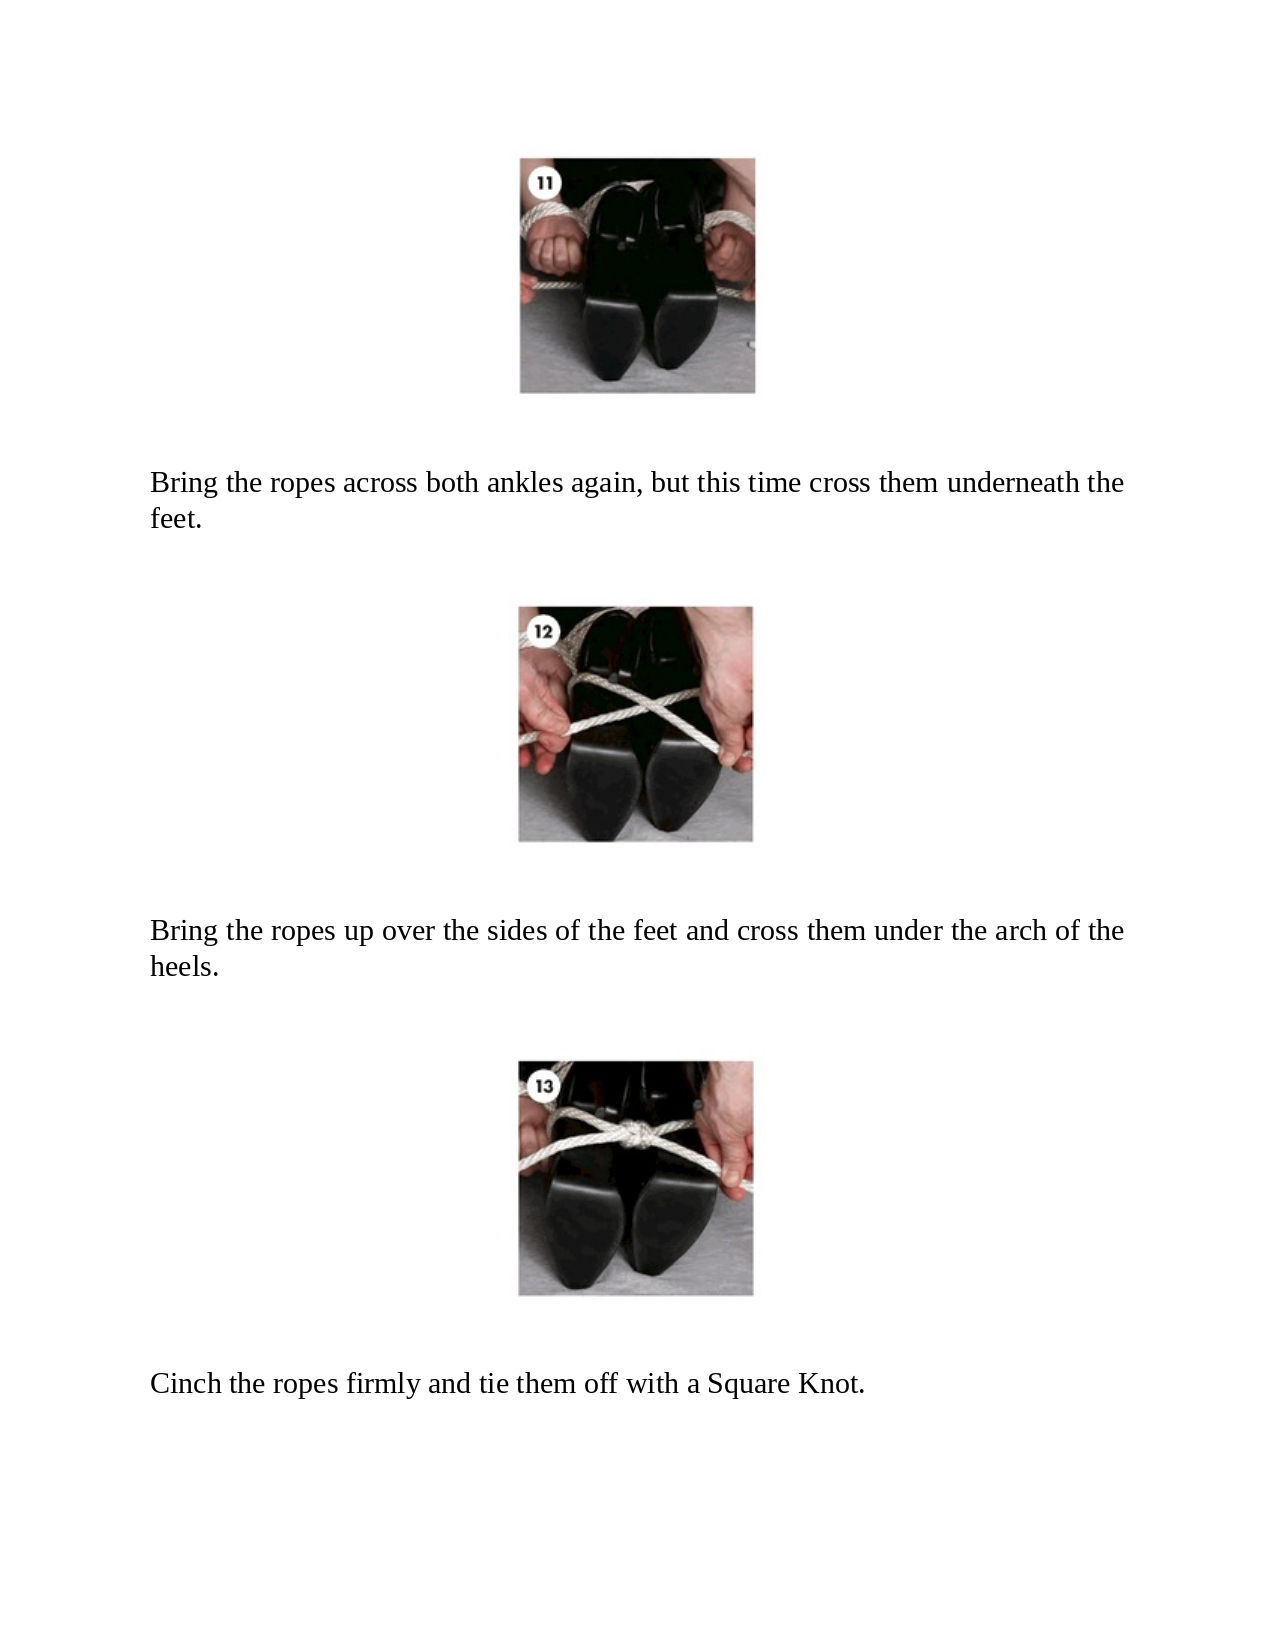 11
Bring the ropes across both ankles again, but this time cross them underneath the
feet.
12
Bring the ropes up over the sides of the feet and cross them under the arch of the
heels.
13
Cinch the ropes firmly and tie them off with a Square Knot.